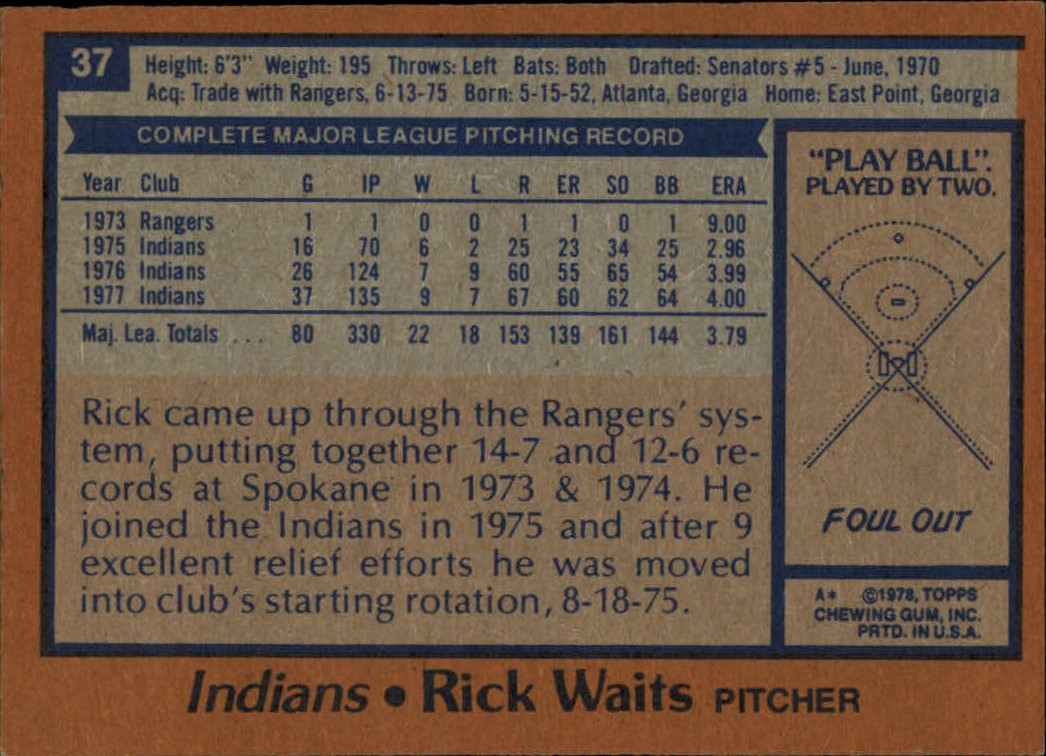 37
Height: 6'3" Weight: 195 Throws: Left Bats: Both Drafted: Senators #5 - June, 1970
Acq: Trade with Rangers, 6-13-75 Born: 5-15-52, Atlanta, Georgia Home: East Point, Georgia
COMPLETE MAJOR LEAGUE PITCHING RECORD
Year Club G IP W L R ER SO BB ERA
1973 Rangers 1 1 0 0 1 1 0 1 9.00
1975 Indians 16 70 6 2 25 23 34 25 2.96
1976 Indians 26 124 7 9 60 55 65 54 3.99
1977 Indians 37 135 9 7 67 60 62 64 4.00
Maj. Lea. Totals ... 80 330 22 18 153 139 161 144 3.79
Rick came up through the Rangers' sys-
tem, putting together 14-7 and 12-6 re-
cords at Spokane in 1973 & 1974. He
joined the Indians in 1975 and after 9
excellent relief efforts he was moved
into club's starting rotation, 8-18-75.
"PLAY BALL".
PLAYED BY TWO.
FOUL OUT
A* ©1978, TOPPS
CHEWING GUM, INC.
PRTD. IN U.S.A.
Indians • Rick Waits PITCHER